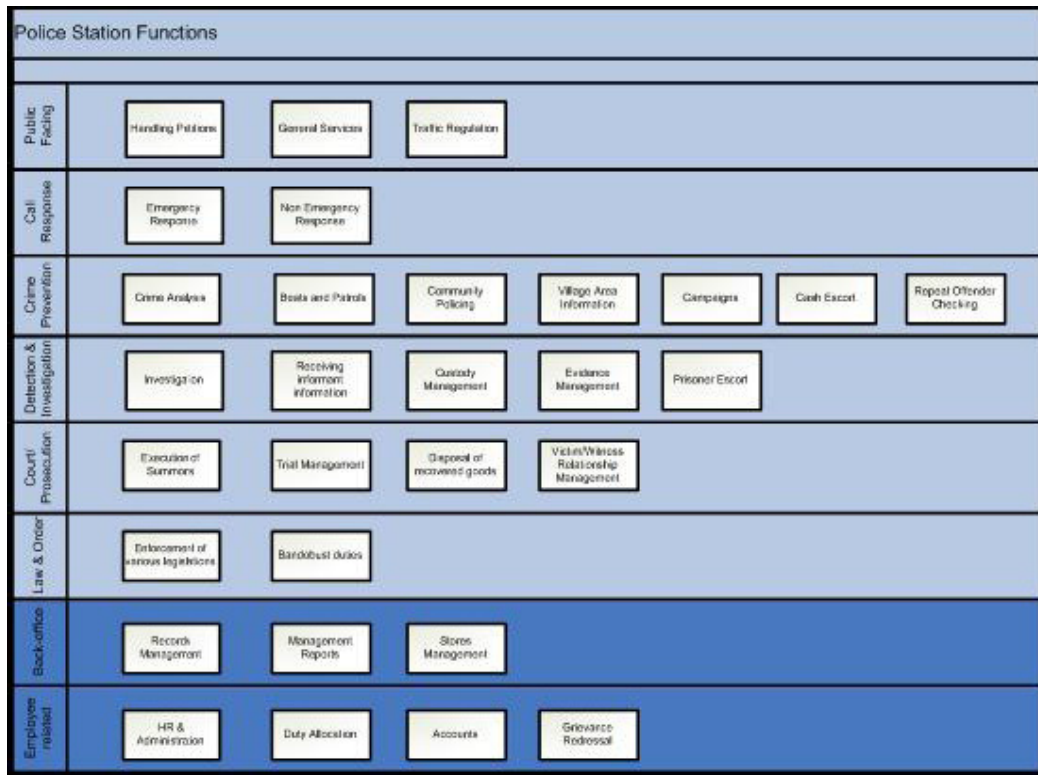 Police Station Functions
Public
Facing
Handling Petitions
General Services
Traffic Regulation
Call
Response
Emergency
Response
Non Emergency
Response
Crime
Prevention
Crime Analysis
Beats and Patrols
Community
Policing
Village Area
Information
Campaigns
Cash Escort
Repeat Offender
Checking
Detection &
Investigation
Investigation
Receiving
informant
information
Custody
Management
Evidence
Management
Prisoner Escort
Court/
Prosecution
Execution of
Summons
Trial Management
Disposal of
recovered goods
Victim/Witness
Relationship
Management
Law & Order
Enforcement of
various legislations
Bandobust duties
Back-office
Records
Management
Management
Reports
Stores
Management
Employee
related
HR &
Administraion
Duty Allocation
Accounts
Grievance
Redressal